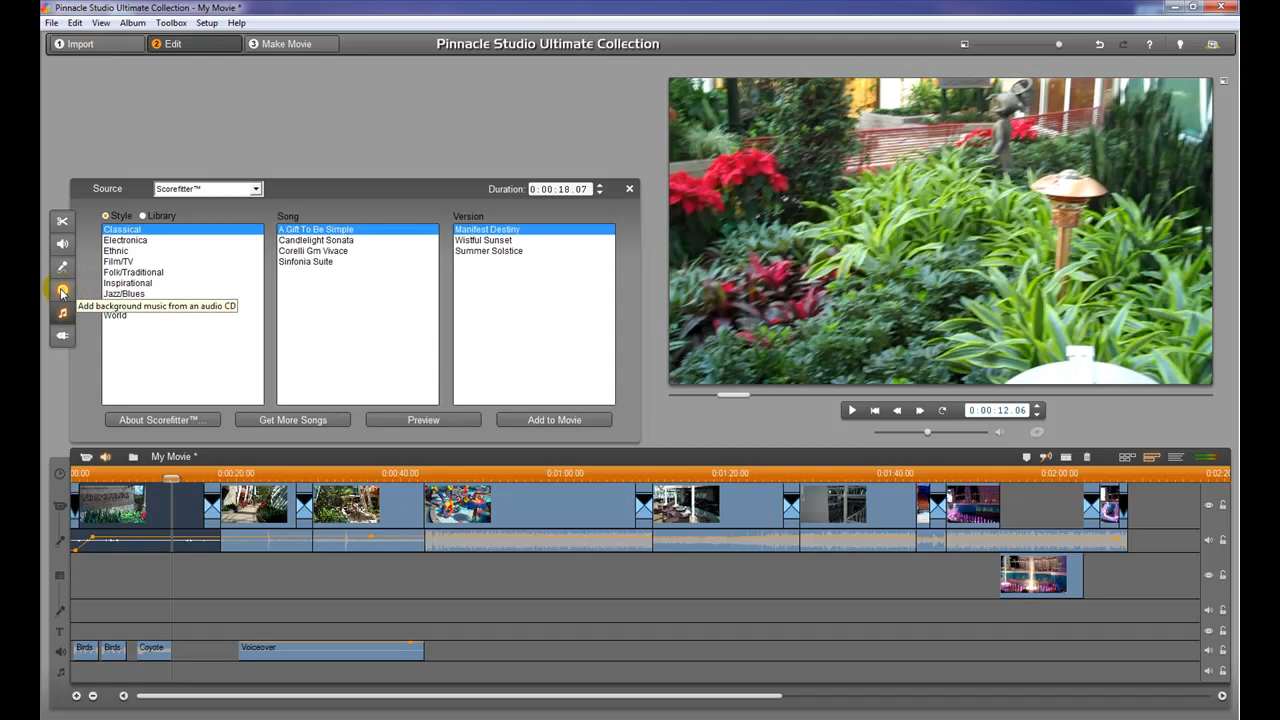 Pinnacle Studio Ultimate Collection - My Movie *
File Edit View Album Toolbox Setup Help
1 Import 2 Edit 3 Make Movie Pinnacle Studio Ultimate Collection ?
Source Scorefitter™ Duration: 0:00:18.07
Style Library Song Version
Classical A Gift To Be Simple Manifest Destiny
Electronica Candlelight Sonata Wistful Sunset
Ethnic Corelli Gm Vivace Summer Solstice
Film/TV Sinfonia Suite
Folk/Traditional
Inspirational
Jazz/Blues
Add background music from an audio CD
World
About Scorefitter™... Get More Songs Preview Add to Movie
0:00:12.06
My Movie *
00.00 0:00:20.00 0:00:40.00 0:01:00.00 0:01:20.00 0:01:40.00 0:02:00.00 0:02:20
T
Birds Birds Coyote Voiceover